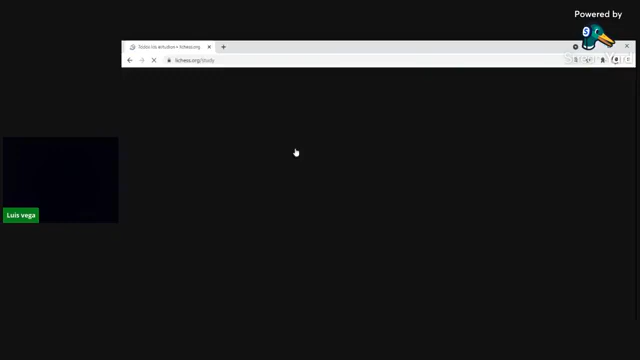 Powered by
S
Todos los estudios • lichess.org
lichess.org/study
Luis vega